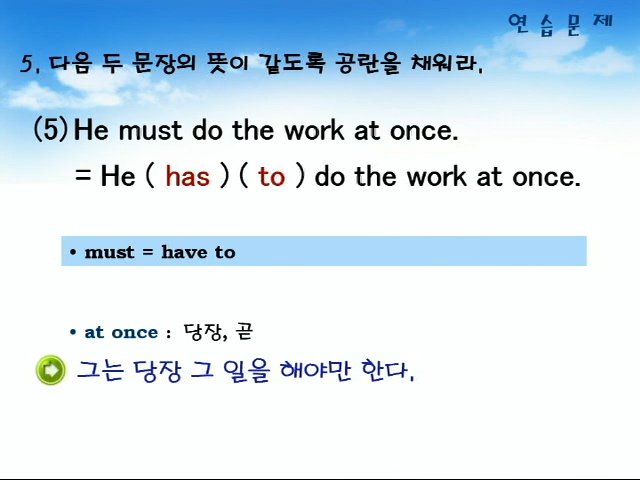 연 습 문 제
5. 다음 두 문장의 뜻이 같도록 공란을 채워라.
(5) He must do the work at once.
= He ( has ) ( to ) do the work at once.
• must = have to
• at once : 당장, 곧
그는 당장 그 일을 해야만 한다.